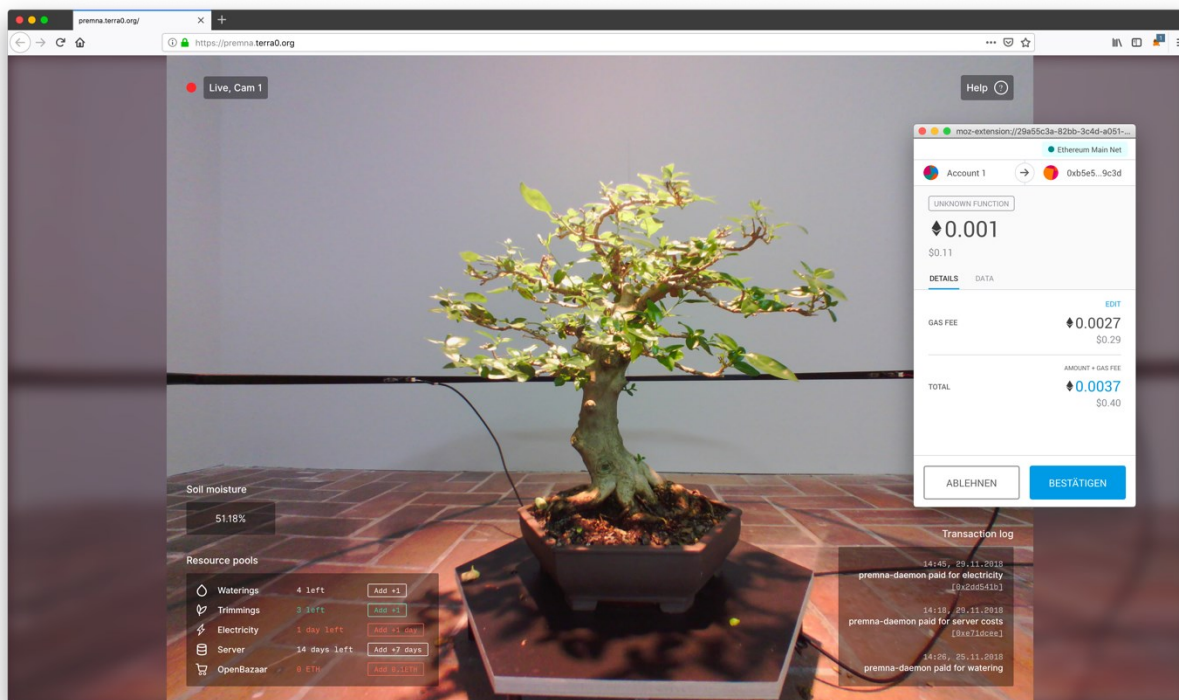 premna.terra0.org/
https://premna.terra0.org
Live, Cam 1
Help ?
moz-extension://29a55c3a-82bb-3c4d-a051-...
Ethereum Main Net
Account 1
0xb5e5...9c3d
UNKNOWN FUNCTION
0.001
$0.11
DETAILS DATA
EDIT
GAS FEE 0.0027
$0.29
AMOUNT + GAS FEE
TOTAL 0.0037
$0.40
ABLEHNEN BESTÄTIGEN
Soil moisture
51.18%
Resource pools
Waterings 4 left Add +1
Trimmings 3 left Add +1
Electricity 1 day left Add +1 day
Server 14 days left Add +7 days
OpenBazaar 0 ETH Add 0.1ETH
Transaction log
14:45, 29.11.2018
premna-daemon paid for electricity
[0x2dd541b]
14:18, 29.11.2018
premna-daemon paid for server costs
[0xe71dcee]
14:26, 25.11.2018
premna-daemon paid for watering